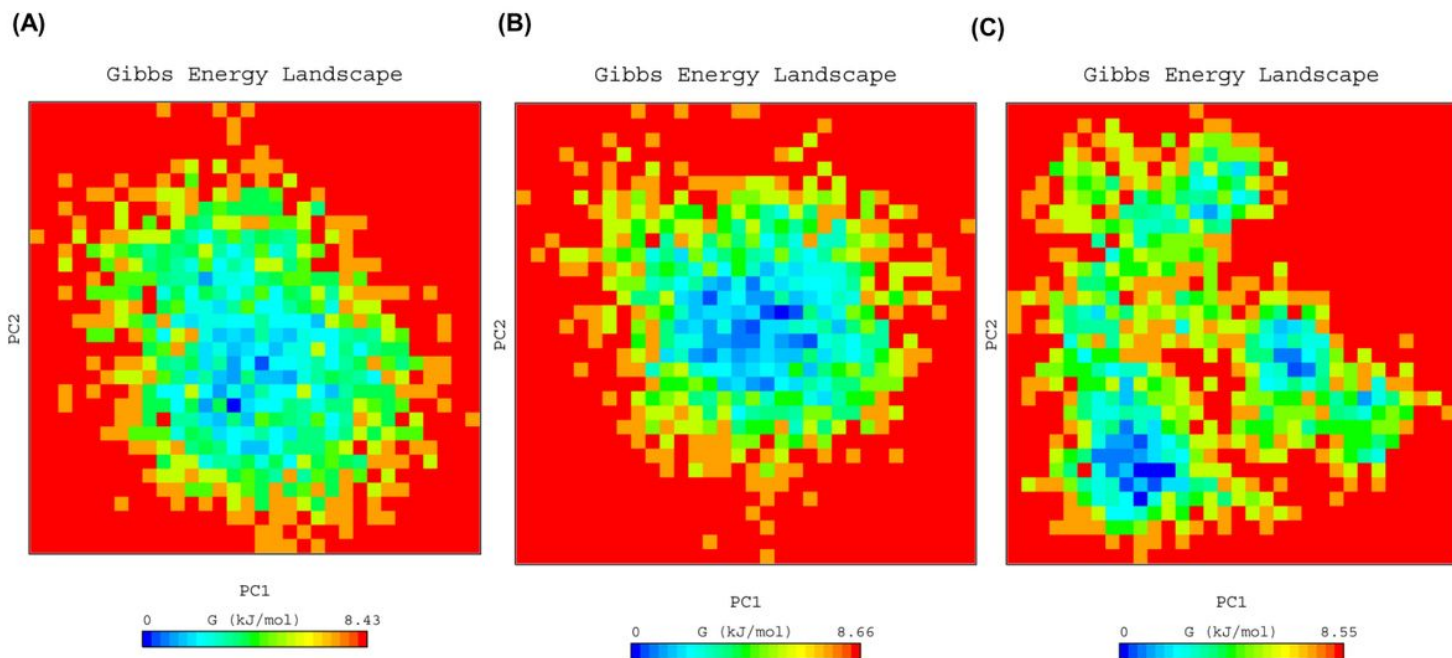 (A)
Gibbs Energy Landscape
PC2
PC1
0 G (kJ/mol) 8.43
(B)
Gibbs Energy Landscape
PC2
PC1
0 G (kJ/mol) 8.66
(C)
Gibbs Energy Landscape
PC2
PC1
0 G (kJ/mol) 8.55